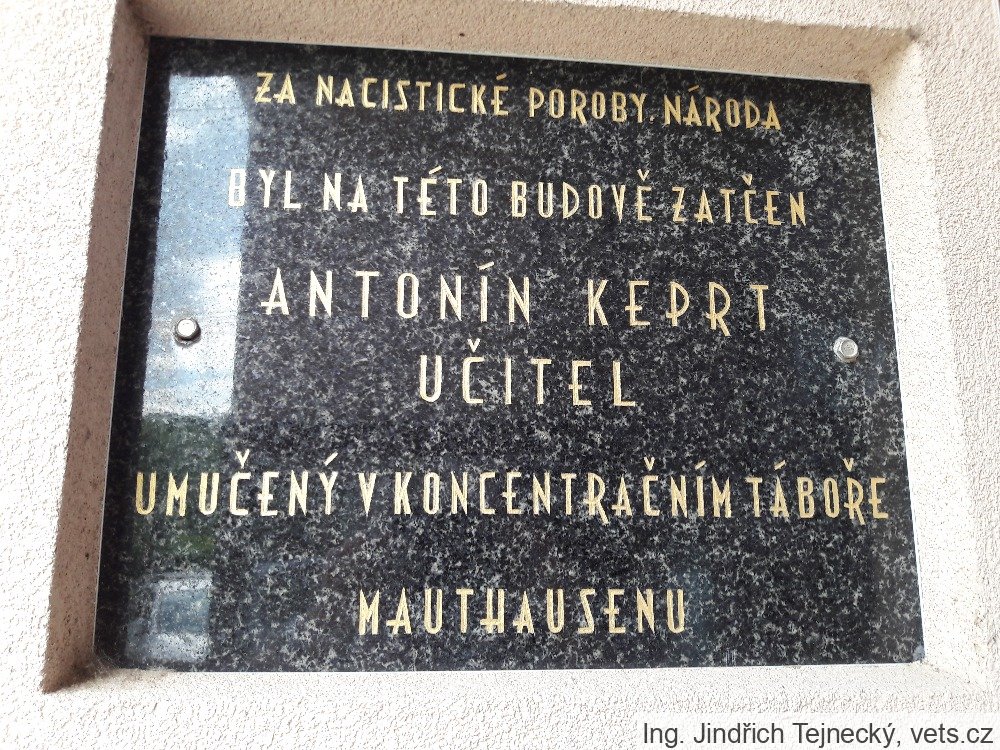 ZA NACISTICKÉ POROBY. NÁRODA
BYL NA TÉTO BUDOVĚ ZATČEN
ANTONÍN KEPRT
UČITEL
UMUČENÝ V KONCENTRAČNÍM TÁBOŘE
MAUTHAUSENU
Ing. Jindřich Tejnecký, vets.cz